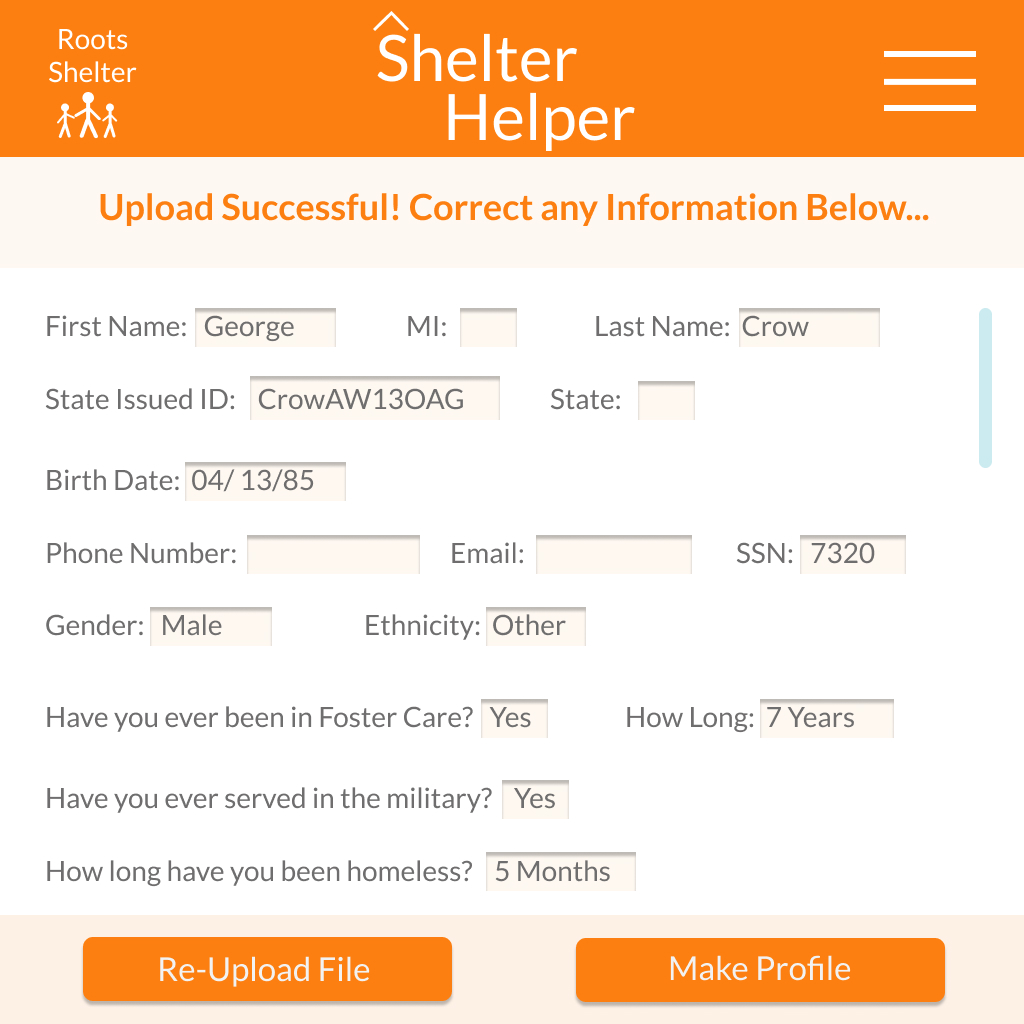 Roots
Shelter
Shelter
Helper
Upload Successful! Correct any Information Below...
First Name: George MI: Last Name: Crow
State Issued ID: CrowAW13OAG State:
Birth Date: 04/ 13/85
Phone Number: Email: SSN: 7320
Gender: Male Ethnicity: Other
Have you ever been in Foster Care? Yes How Long: 7 Years
Have you ever served in the military? Yes
How long have you been homeless? 5 Months
Re-Upload File Make Profile